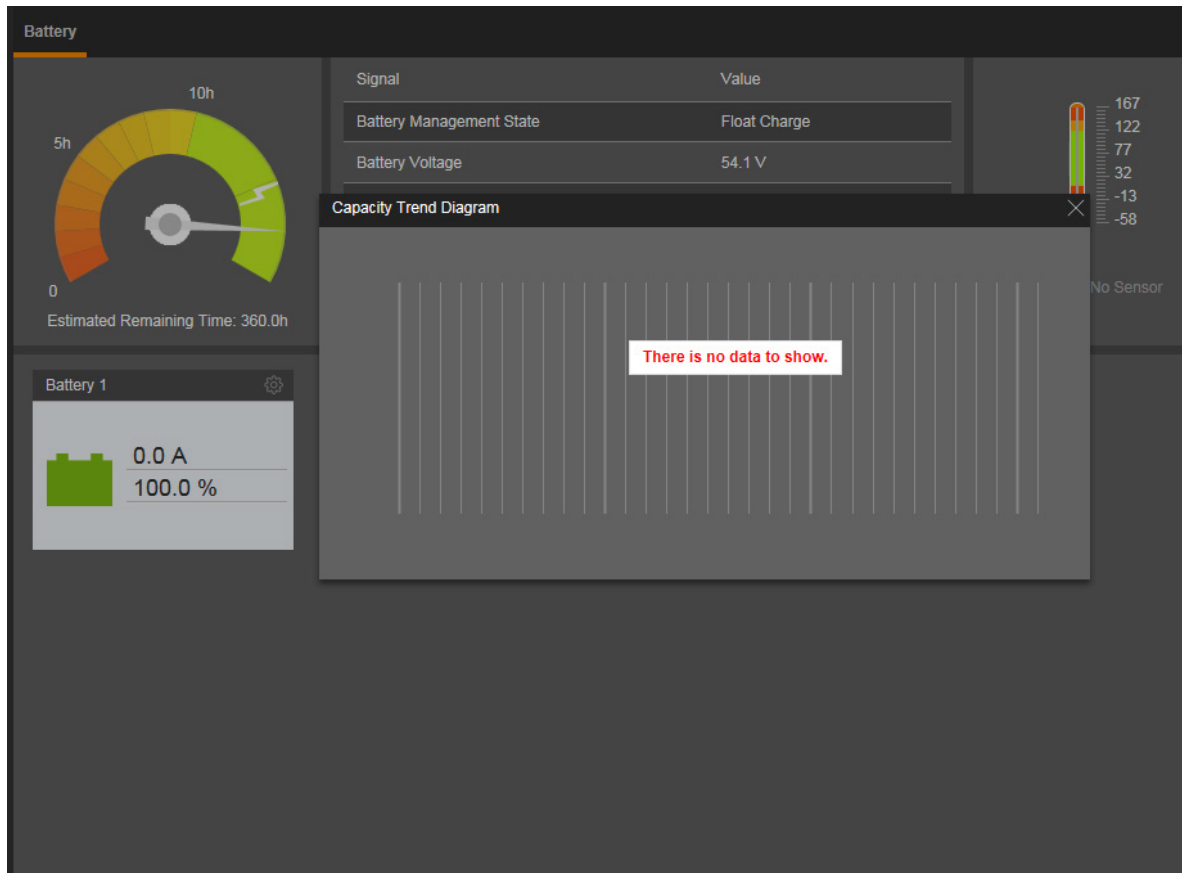 Battery
10h
5h
0
Estimated Remaining Time: 360.0h
Signal Value
Battery Management State Float Charge
Battery Voltage 54.1 V
167
122
77
32
-13
-58
No Sensor
Capacity Trend Diagram
There is no data to show.
Battery 1
0.0 A
100.0 %